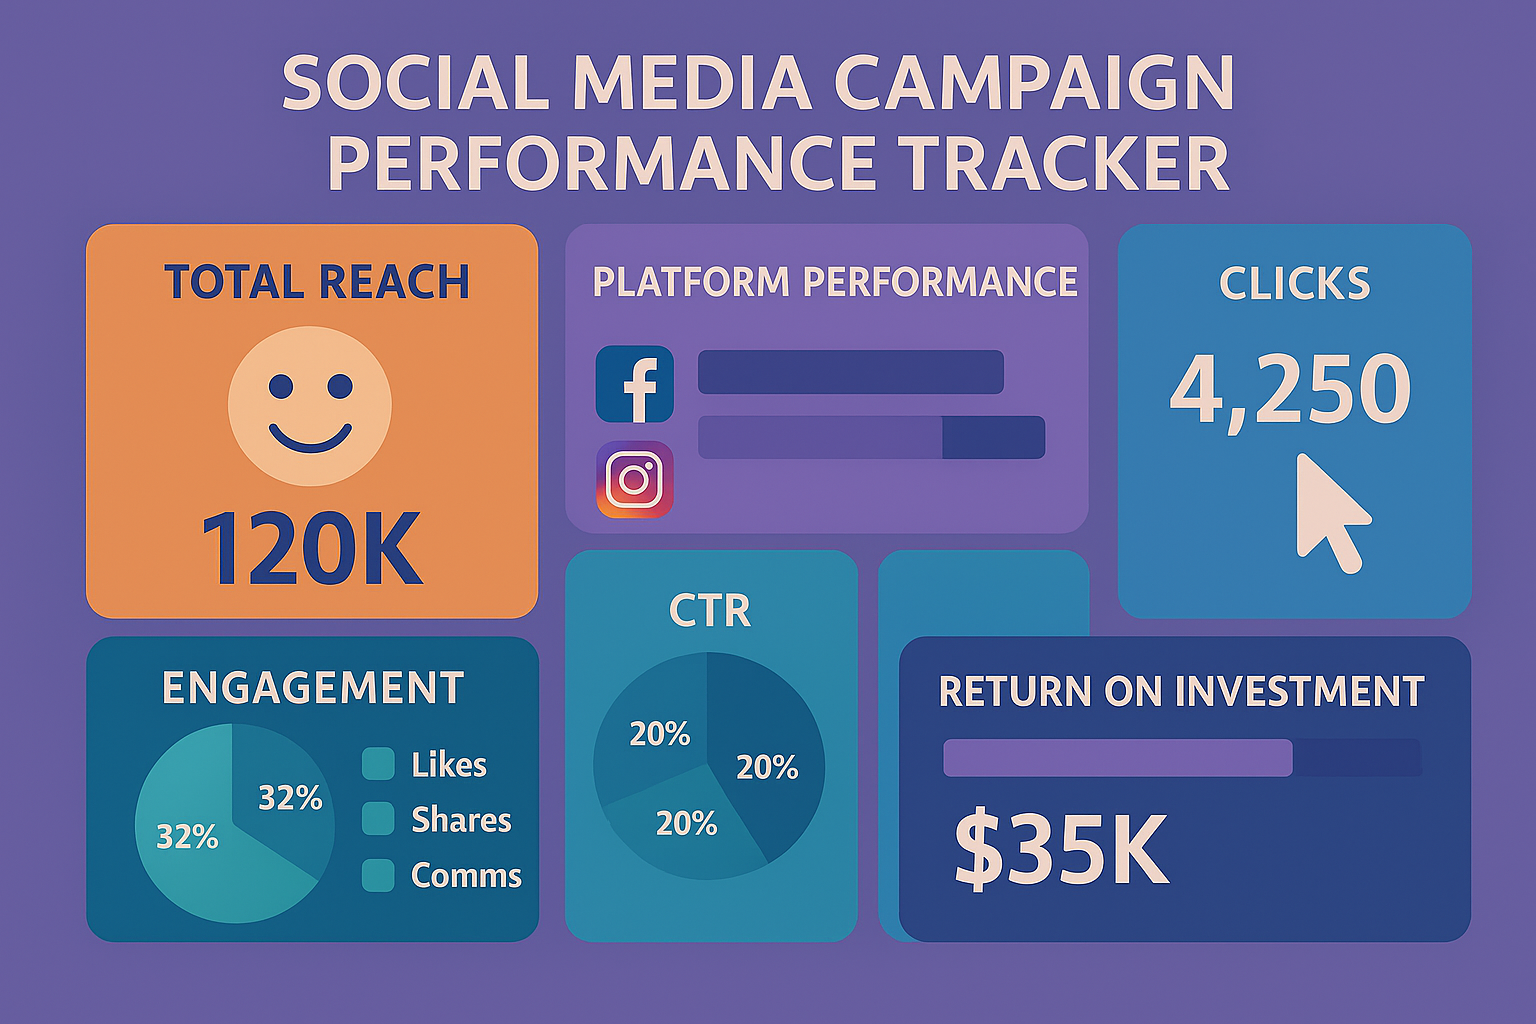 SOCIAL MEDIA CAMPAIGN
PERFORMANCE TRACKER
TOTAL REACH
120K
PLATFORM PERFORMANCE
f
CLICKS
4,250
ENGAGEMENT
32%
32%
Likes
Shares
Comms
CTR
20%
20%
20%
RETURN ON INVESTMENT
$35K